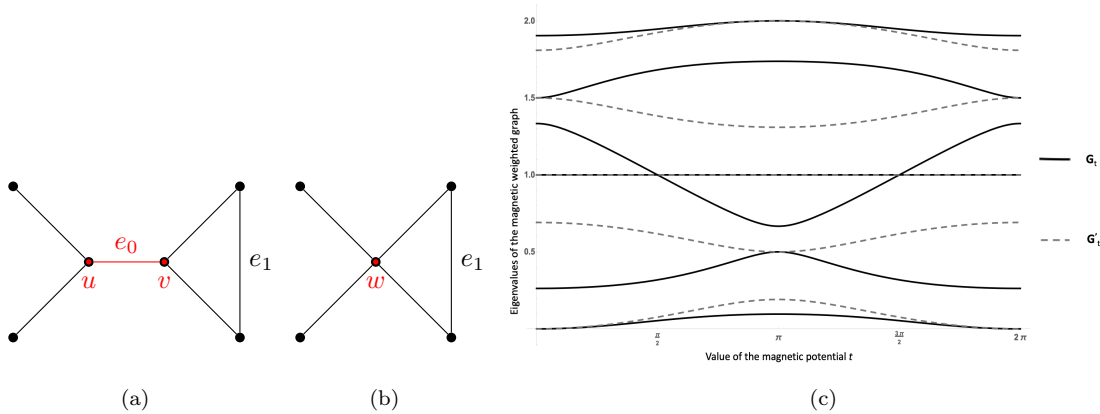 e₀
u
v
e₁
(a)
w
e₁
(b)
Eigenvalues of the magnetic weighted graph
2.0
1.5
1.0
0.5
π/2
π
3π/2
2 π
Value of the magnetic potential t
Gₜ
G'ₜ
(c)